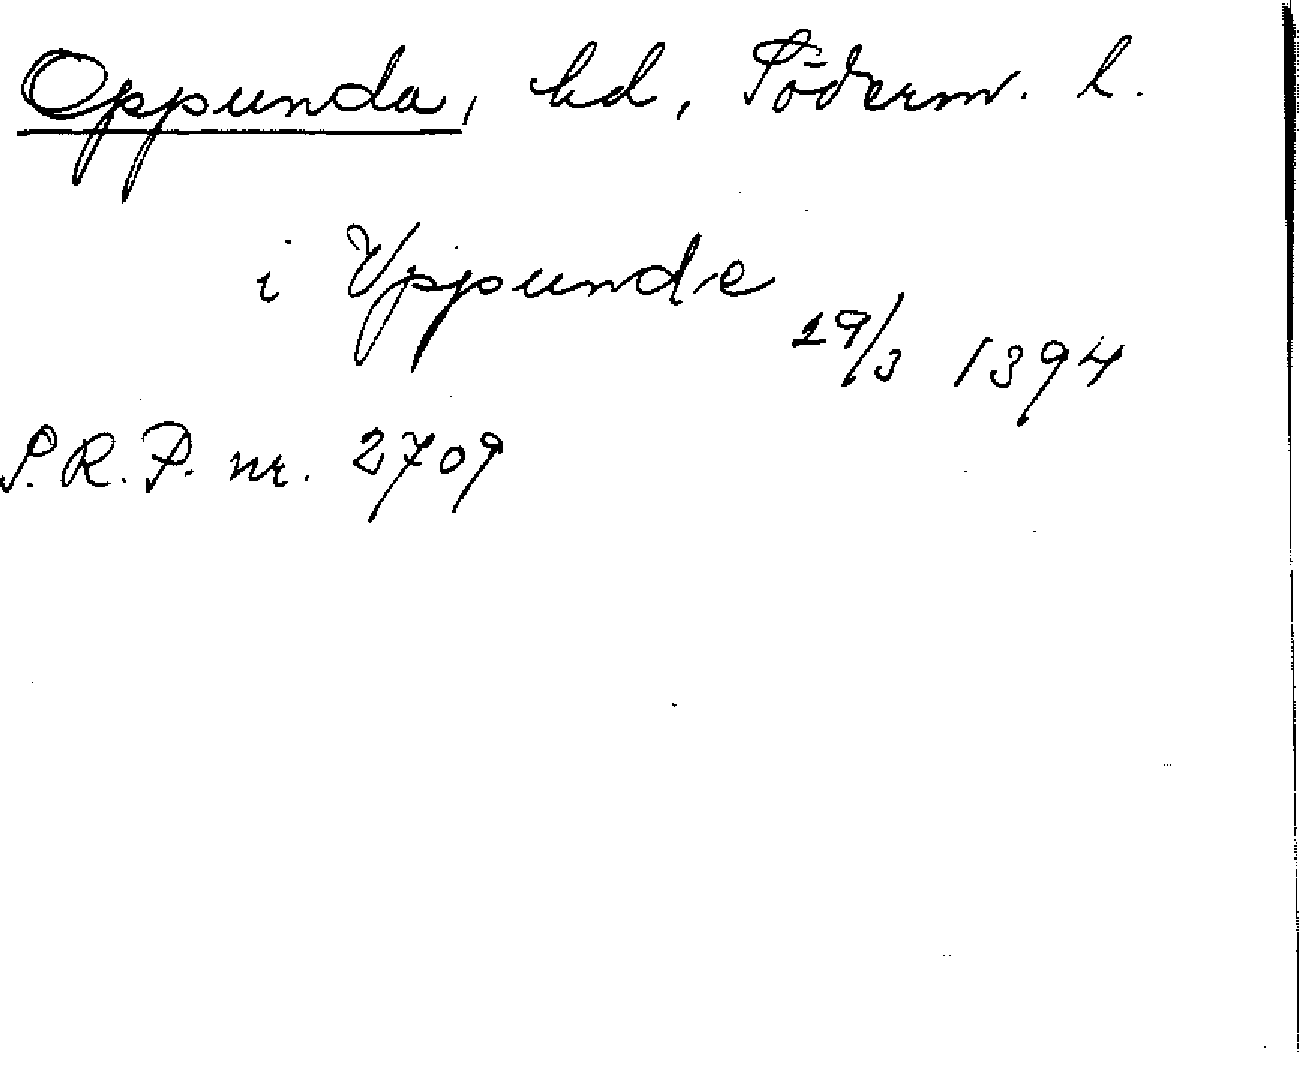 Oppunda, hd, Söderm. l.
i Vppunde
29/3 1394
S.R.P. nr. 2709